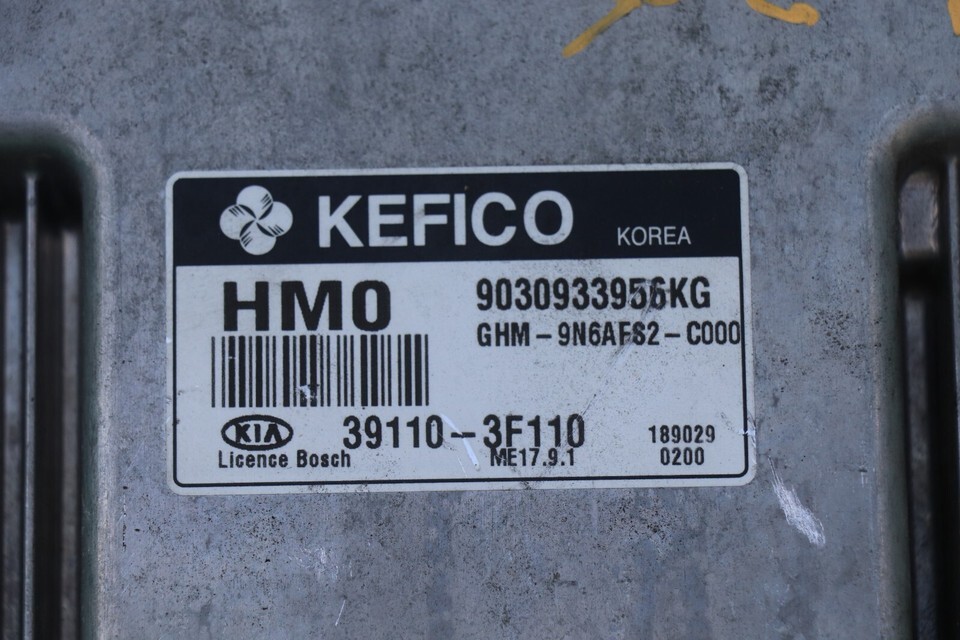 KEFICO KOREA
HM0 9030933956KG
GHM-9N6AFS2-C000
KIA 39110-3F110 189029
Licence Bosch ME17.9.1 0200